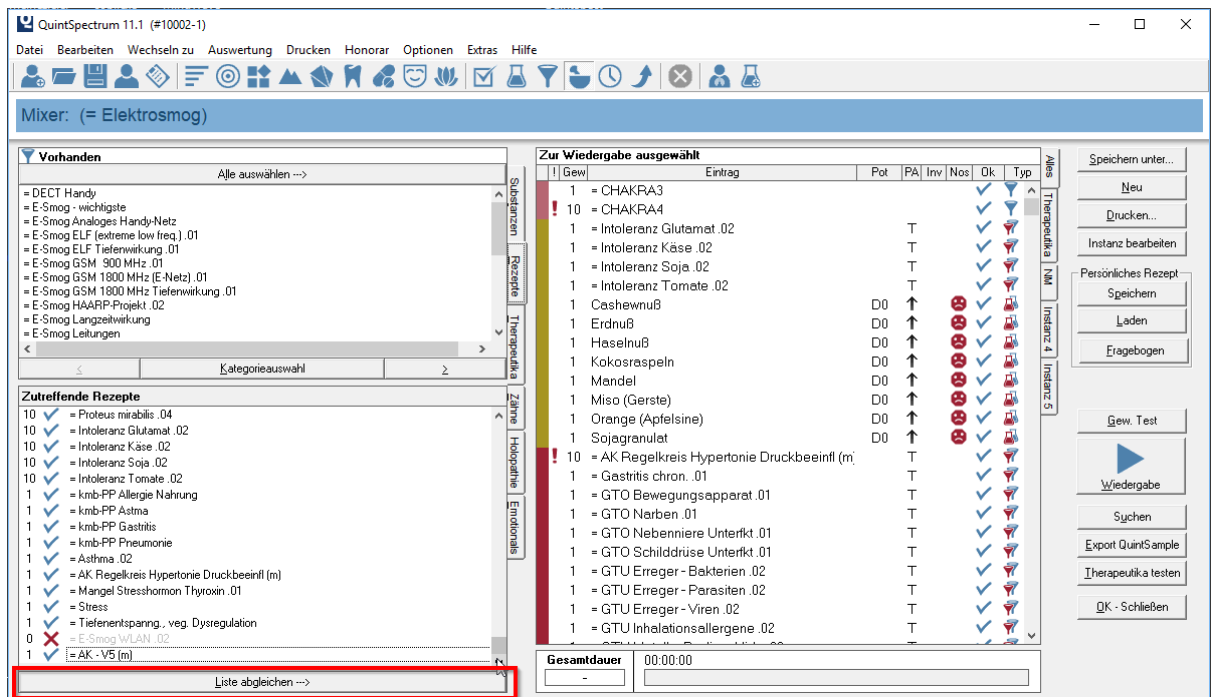 QuintSpectrum 11.1 (#10002-1)
Datei Bearbeiten Wechseln zu Auswertung Drucken Honorar Optionen Extras Hilfe
Mixer: (= Elektrosmog)
Vorhanden
Alle auswählen --->
= DECT Handy
= E-Smog - wichtigste
= E-Smog Analoges Handy-Netz
= E-Smog ELF (extreme low freq.) .01
= E-Smog ELF Tiefenwirkung .01
= E-Smog GSM 900 MHz .01
= E-Smog GSM 1800 MHz (E-Netz) .01
= E-Smog GSM 1800 MHz Tiefenwirkung .01
= E-Smog HAARP-Projekt .02
= E-Smog Langzeitwirkung
= E-Smog Leitungen
< Kategorieauswahl >
Zutreffende Rezepte
10 = Proteus mirabilis .04
10 = Intoleranz Glutamat .02
10 = Intoleranz Käse .02
10 = Intoleranz Soja .02
10 = Intoleranz Tomate .02
1 = kmb-PP Allergie Nahrung
1 = kmb-PP Astma
1 = kmb-PP Gastritis
1 = kmb-PP Pneumonie
1 = Asthma .02
1 = AK Regelkreis Hypertonie Druckbeeinfl (m)
1 = Mangel Stresshormon Thyroxin .01
1 = Stress
1 = Tiefenentspanng., veg. Dysregulation
0 = E-Smog WLAN .02
1 = AK - V5 (m)
Liste abgleichen --->
Substanzen
Rezepte
Therapeutika
Zähne
Holopathie
Emotionals
Zur Wiedergabe ausgewählt
! Gew Eintrag Pot PA Inv Nos Ok Typ
1 = CHAKRA3
! 10 = CHAKRA4
1 = Intoleranz Glutamat .02 T
1 = Intoleranz Käse .02 T
1 = Intoleranz Soja .02 T
1 = Intoleranz Tomate .02 T
1 Cashewnuß D0 ↑
1 Erdnuß D0 ↑
1 Haselnuß D0 ↑
1 Kokosraspeln D0 ↑
1 Mandel D0 ↑
1 Miso (Gerste) D0 ↑
1 Orange (Apfelsine) D0 ↑
1 Sojagranulat D0 ↑
! 10 = AK Regelkreis Hypertonie Druckbeeinfl (m) T
1 = Gastritis chron. .01 T
1 = GTO Bewegungsapparat .01 T
1 = GTO Narben .01 T
1 = GTO Nebenniere Unterfkt .01 T
1 = GTO Schilddrüse Unterfkt .01 T
1 = GTU Erreger - Bakterien .02 T
1 = GTU Erreger - Parasiten .02 T
1 = GTU Erreger - Viren .02 T
1 = GTU Inhalationsallergene .02 T
Gesamtdauer 00:00:00
-
Alles
Therapeutika
NM
Instanz 4
Instanz 5
Speichern unter...
Neu
Drucken...
Instanz bearbeiten
Persönliches Rezept
Speichern
Laden
Fragebogen
Gew. Test
Wiedergabe
Suchen
Export QuintSample
Therapeutika testen
OK - Schließen